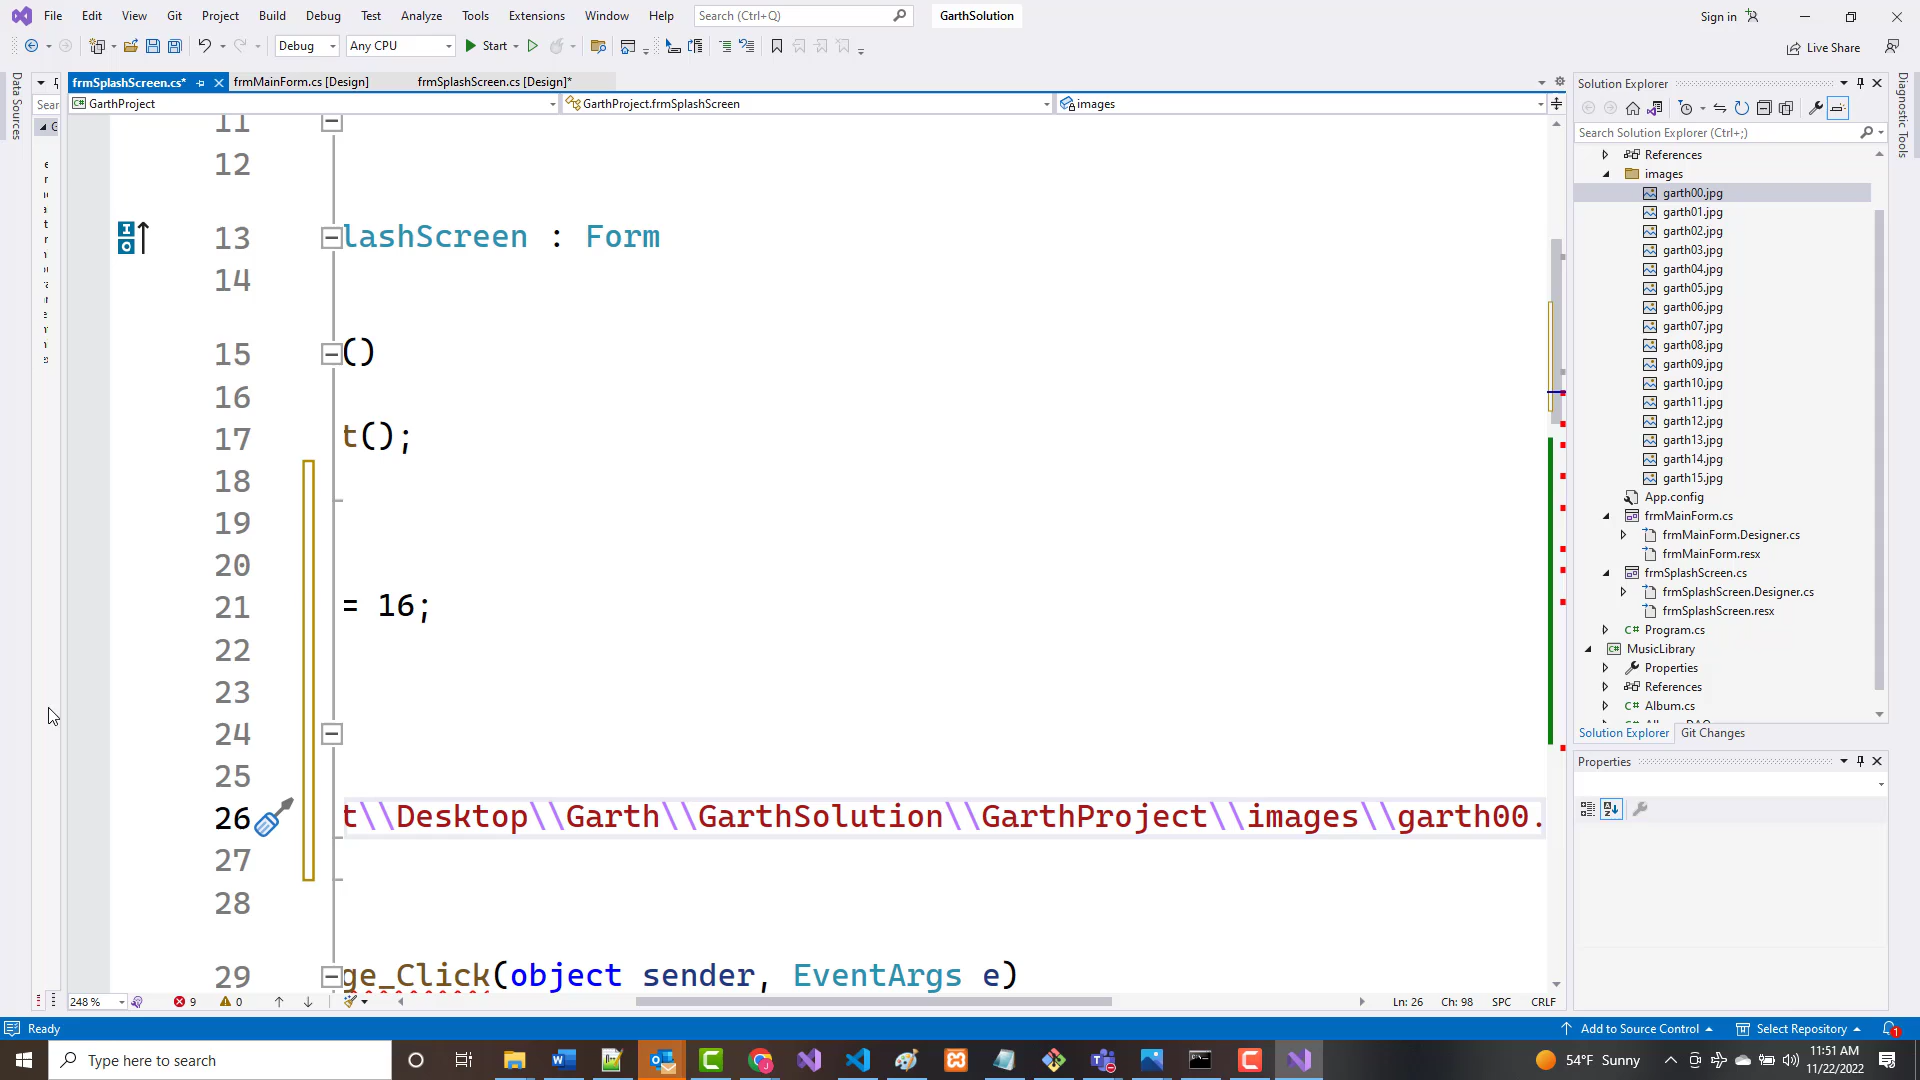 File Edit View Git Project Build Debug Test Analyze Tools Extensions Window Help Search (Ctrl+Q) GarthSolution Sign in
Debug Any CPU Start Live Share
Data Sources
frmSplashScreen.cs* frmMainForm.cs [Design] frmSplashScreen.cs [Design]*
GarthProject GarthProject.frmSplashScreen images
11
12
13 lashScreen : Form
14
15 ()
16
17 t();
18
19
20
21 = 16;
22
23
24
25
26 t\\Desktop\\Garth\\GarthSolution\\GarthProject\\images\\garth00.
27
28
29 ge_Click(object sender, EventArgs e)
248 % 9 0 Ln: 26 Ch: 98 SPC CRLF
Solution Explorer
Search Solution Explorer (Ctrl+;)
References
images
garth00.jpg
garth01.jpg
garth02.jpg
garth03.jpg
garth04.jpg
garth05.jpg
garth06.jpg
garth07.jpg
garth08.jpg
garth09.jpg
garth10.jpg
garth11.jpg
garth12.jpg
garth13.jpg
garth14.jpg
garth15.jpg
App.config
frmMainForm.cs
frmMainForm.Designer.cs
frmMainForm.resx
frmSplashScreen.cs
frmSplashScreen.Designer.cs
frmSplashScreen.resx
C# Program.cs
MusicLibrary
Properties
References
C# Album.cs
Solution Explorer Git Changes
Properties
Diagnostic Tools
Ready Add to Source Control Select Repository 1
Type here to search 54°F Sunny 11:51 AM
11/22/2022